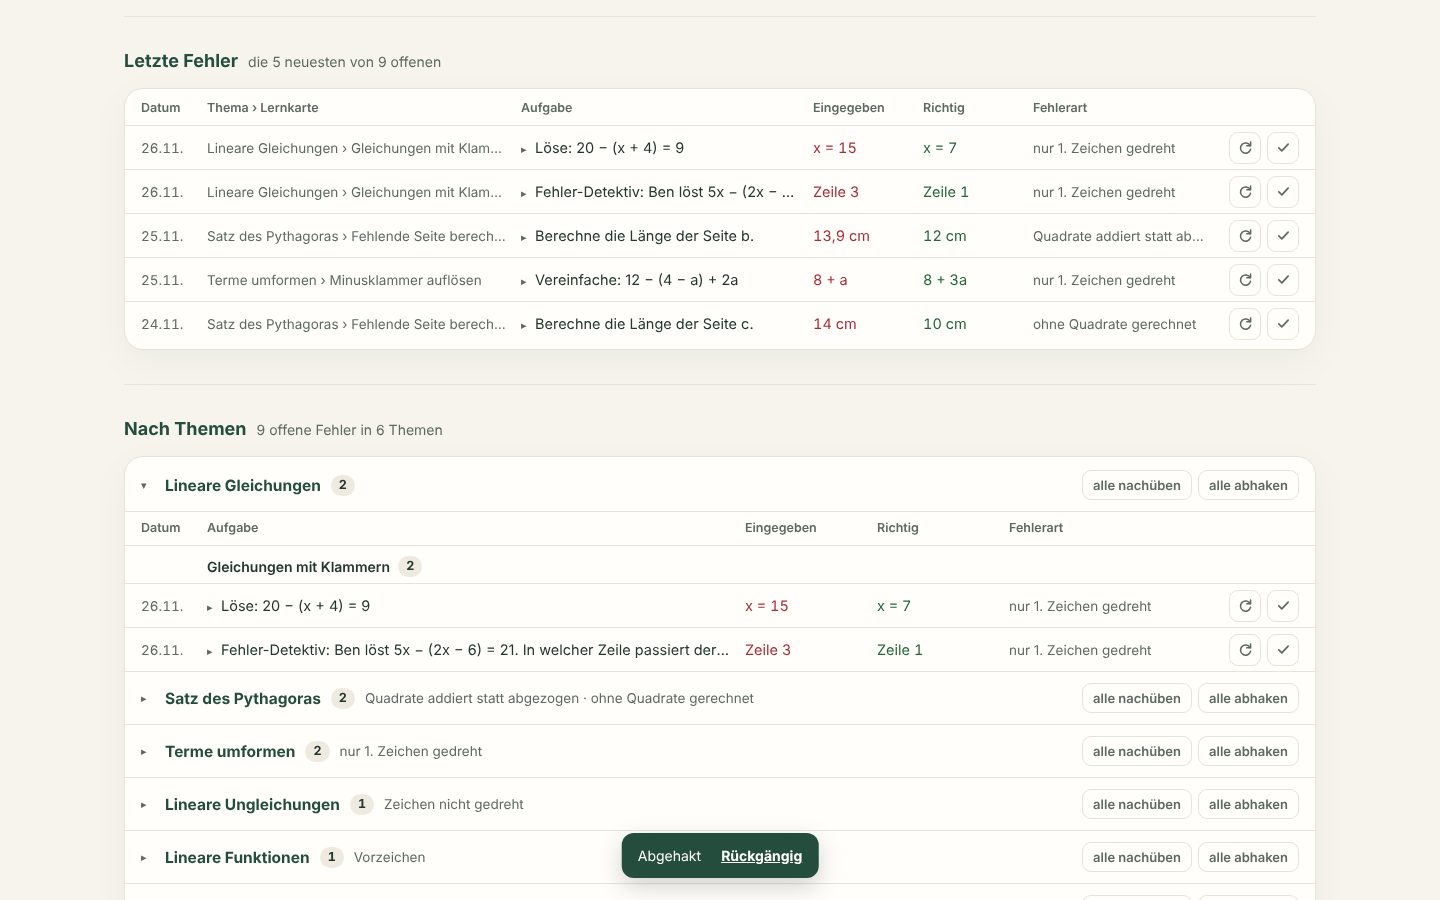 Letzte Fehler die 5 neuesten von 9 offenen
Datum Thema › Lernkarte Aufgabe Eingegeben Richtig Fehlerart
26.11. Lineare Gleichungen › Gleichungen mit Klam... ▸ Löse: 20 − (x + 4) = 9 x = 15 x = 7 nur 1. Zeichen gedreht
26.11. Lineare Gleichungen › Gleichungen mit Klam... ▸ Fehler-Detektiv: Ben löst 5x − (2x − ... Zeile 3 Zeile 1 nur 1. Zeichen gedreht
25.11. Satz des Pythagoras › Fehlende Seite berech... ▸ Berechne die Länge der Seite b. 13,9 cm 12 cm Quadrate addiert statt ab...
25.11. Terme umformen › Minusklammer auflösen ▸ Vereinfache: 12 − (4 − a) + 2a 8 + a 8 + 3a nur 1. Zeichen gedreht
24.11. Satz des Pythagoras › Fehlende Seite berech... ▸ Berechne die Länge der Seite c. 14 cm 10 cm ohne Quadrate gerechnet
Nach Themen 9 offene Fehler in 6 Themen
▾ Lineare Gleichungen 2 alle nachüben alle abhaken
Datum Aufgabe Eingegeben Richtig Fehlerart
Gleichungen mit Klammern 2
26.11. ▸ Löse: 20 − (x + 4) = 9 x = 15 x = 7 nur 1. Zeichen gedreht
26.11. ▸ Fehler-Detektiv: Ben löst 5x − (2x − 6) = 21. In welcher Zeile passiert der... Zeile 3 Zeile 1 nur 1. Zeichen gedreht
▸ Satz des Pythagoras 2 Quadrate addiert statt abgezogen · ohne Quadrate gerechnet alle nachüben alle abhaken
▸ Terme umformen 2 nur 1. Zeichen gedreht alle nachüben alle abhaken
▸ Lineare Ungleichungen 1 Zeichen nicht gedreht alle nachüben alle abhaken
▸ Lineare Funktionen 1 Vorzeichen alle nachüben alle abhaken
Abgehakt Rückgängig